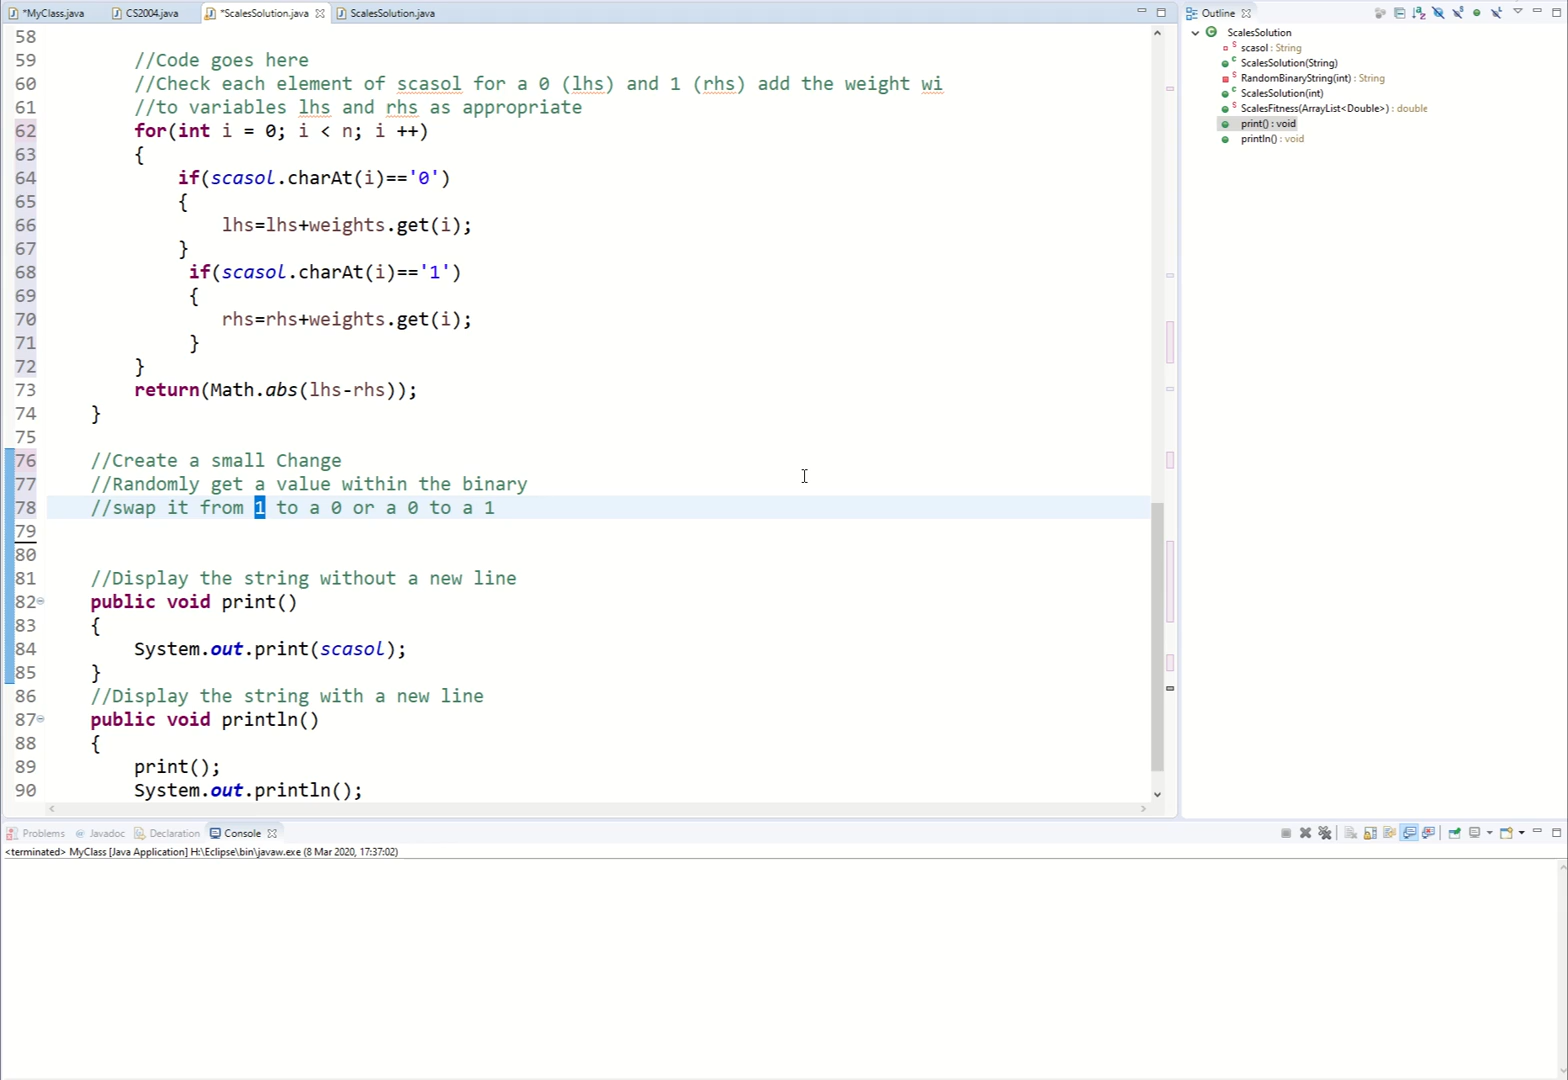 *MyClass.java CS2004.java *ScalesSolution.java ScalesSolution.java
58
59 //Code goes here
60 //Check each element of scasol for a 0 (lhs) and 1 (rhs) add the weight wi
61 //to variables lhs and rhs as appropriate
62 for(int i = 0; i < n; i ++)
63 {
64 if(scasol.charAt(i)=='0')
65 {
66 lhs=lhs+weights.get(i);
67 }
68 if(scasol.charAt(i)=='1')
69 {
70 rhs=rhs+weights.get(i);
71 }
72 }
73 return(Math.abs(lhs-rhs));
74 }
75
76 //Create a small Change
77 //Randomly get a value within the binary
78 //swap it from 1 to a 0 or a 0 to a 1
79
80
81 //Display the string without a new line
82 public void print()
83 {
84 System.out.print(scasol);
85 }
86 //Display the string with a new line
87 public void println()
88 {
89 print();
90 System.out.println();
Outline
ScalesSolution
scasol : String
ScalesSolution(String)
RandomBinaryString(int) : String
ScalesSolution(int)
ScalesFitness(ArrayList<Double>) : double
print() : void
println() : void
Problems Javadoc Declaration Console
<terminated> MyClass [Java Application] H:\Eclipse\bin\javaw.exe (8 Mar 2020, 17:37:02)